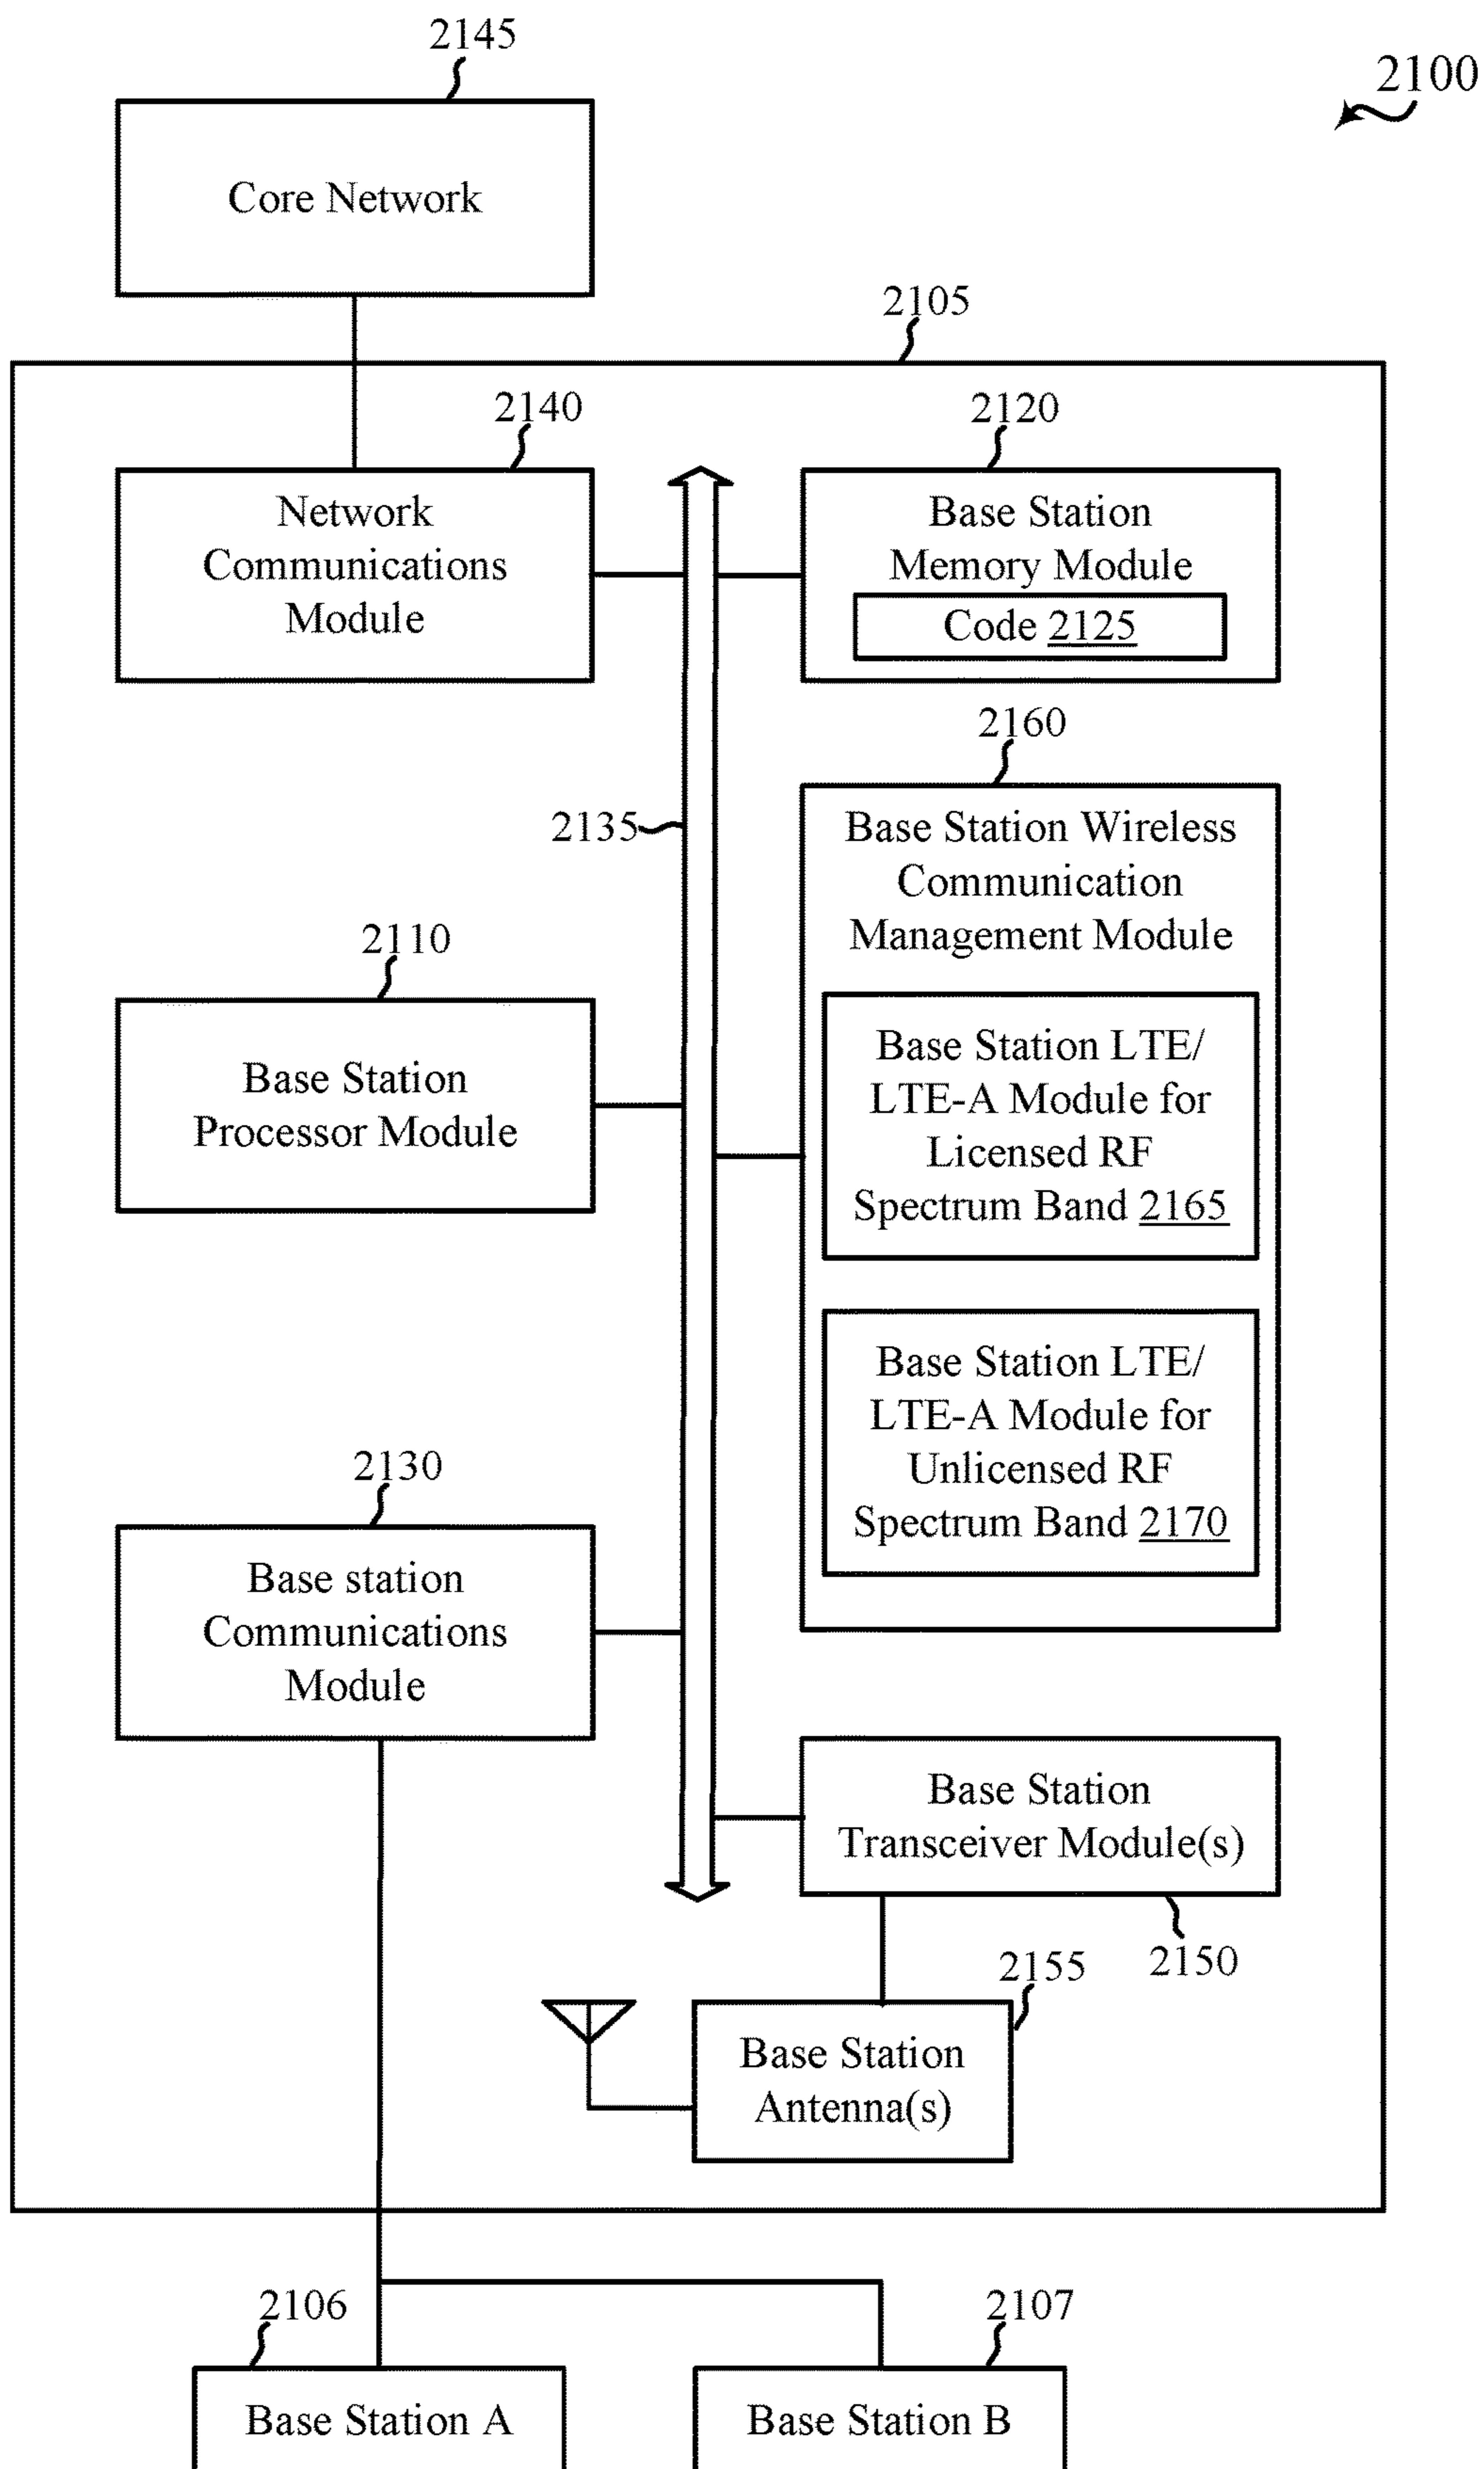 2145
2100
Core Network
2105
2140
2120
Network
Communications
Module
Base Station
Memory Module
Code 2125
2160
2135
Base Station Wireless
Communication
Management Module
2110
Base Station
Processor Module
Base Station LTE/
LTE-A Module for
Licensed RF
Spectrum Band 2165
Base Station LTE/
LTE-A Module for
Unlicensed RF
Spectrum Band 2170
2130
Base station
Communications
Module
Base Station
Transceiver Module(s)
2150
2155
Base Station
Antenna(s)
2106
2107
Base Station A
Base Station B